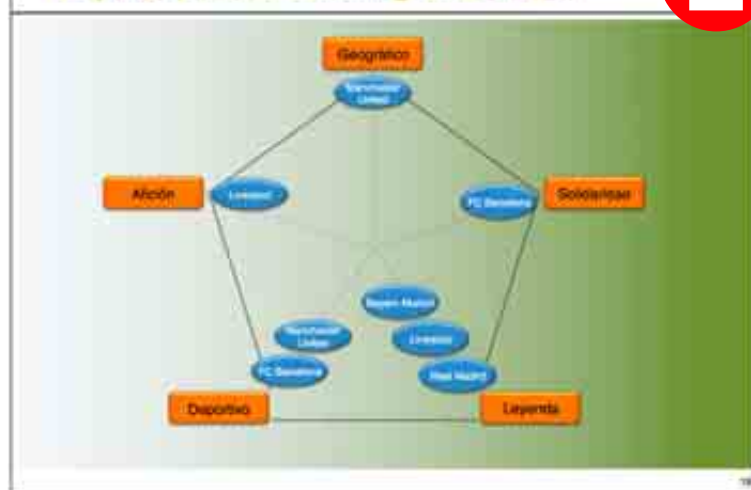 Geográfico
Manchester
United
Afición
Liverpool
FC Barcelona
Solidaridad
Bayern Munich
Manchester
United
Liverpool
FC Barcelona
Real Madrid
Deportivo
Leyenda